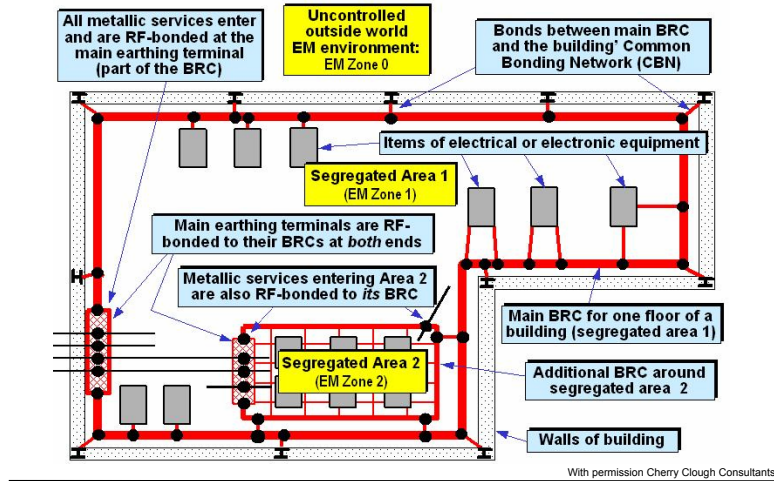 All metallic services enter
and are RF-bonded at the
main earthing terminal
(part of the BRC)
Uncontrolled
outside world
EM environment:
EM Zone 0
Bonds between main BRC
and the building' Common
Bonding Network (CBN)
Items of electrical or electronic equipment
Segregated Area 1
(EM Zone 1)
Main earthing terminals are RF-
bonded to their BRCs at both ends
Metallic services entering Area 2
are also RF-bonded to its BRC
Main BRC for one floor of a
building (segregated area 1)
Segregated Area 2
(EM Zone 2)
Additional BRC around
segregated area 2
Walls of building
With permission Cherry Clough Consultants